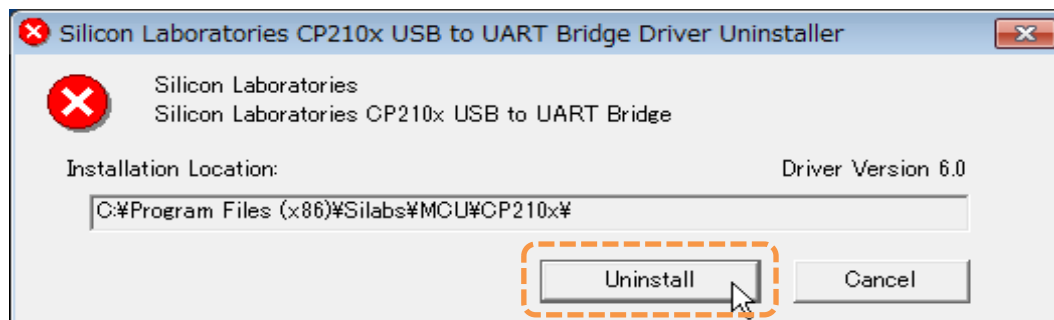 Silicon Laboratories CP210x USB to UART Bridge Driver Uninstaller
Silicon Laboratories
Silicon Laboratories CP210x USB to UART Bridge
Installation Location:
Driver Version 6.0
C:¥Program Files (x86)¥Silabs¥MCU¥CP210x¥
Uninstall
Cancel